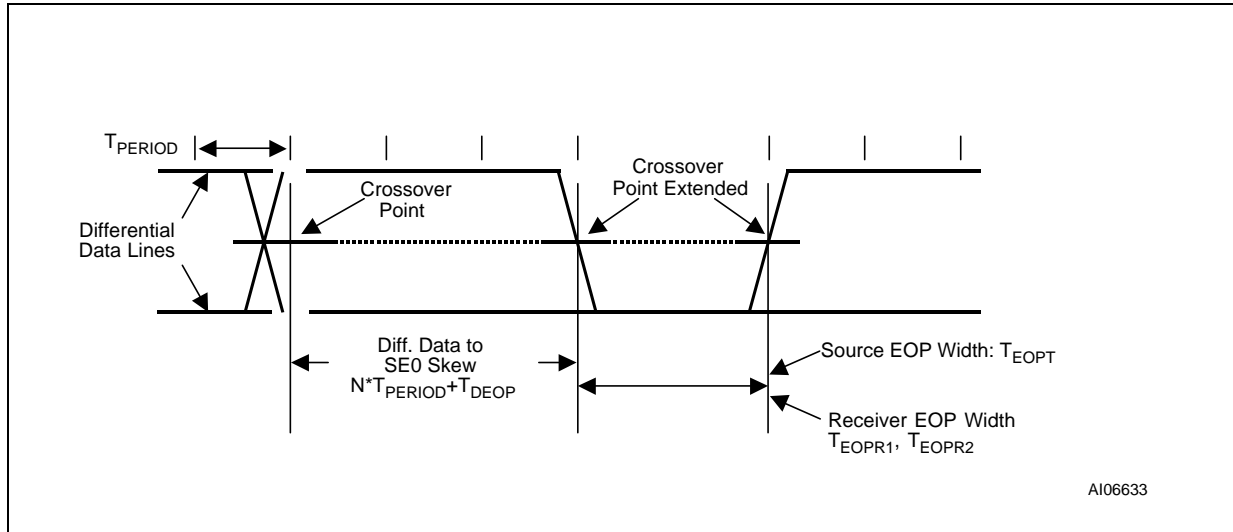 TPERIOD
Crossover
Point
Crossover
Point Extended
Differential
Data Lines
Diff. Data to
SE0 Skew
N*TPERIOD+TDEOP
Source EOP Width: TEOPT
Receiver EOP Width
TEOPR1, TEOPR2
AI06633